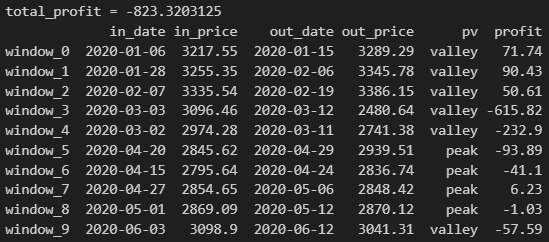 total_profit = -823.3203125
in_date in_price out_date out_price pv profit
window_0 2020-01-06 3217.55 2020-01-15 3289.29 valley 71.74
window_1 2020-01-28 3255.35 2020-02-06 3345.78 valley 90.43
window_2 2020-02-07 3335.54 2020-02-19 3386.15 valley 50.61
window_3 2020-03-03 3096.46 2020-03-12 2480.64 valley -615.82
window_4 2020-03-02 2974.28 2020-03-11 2741.38 valley -232.9
window_5 2020-04-20 2845.62 2020-04-29 2939.51 peak -93.89
window_6 2020-04-15 2795.64 2020-04-24 2836.74 peak -41.1
window_7 2020-04-27 2854.65 2020-05-06 2848.42 peak 6.23
window_8 2020-05-01 2869.09 2020-05-12 2870.12 peak -1.03
window_9 2020-06-03 3098.9 2020-06-12 3041.31 valley -57.59